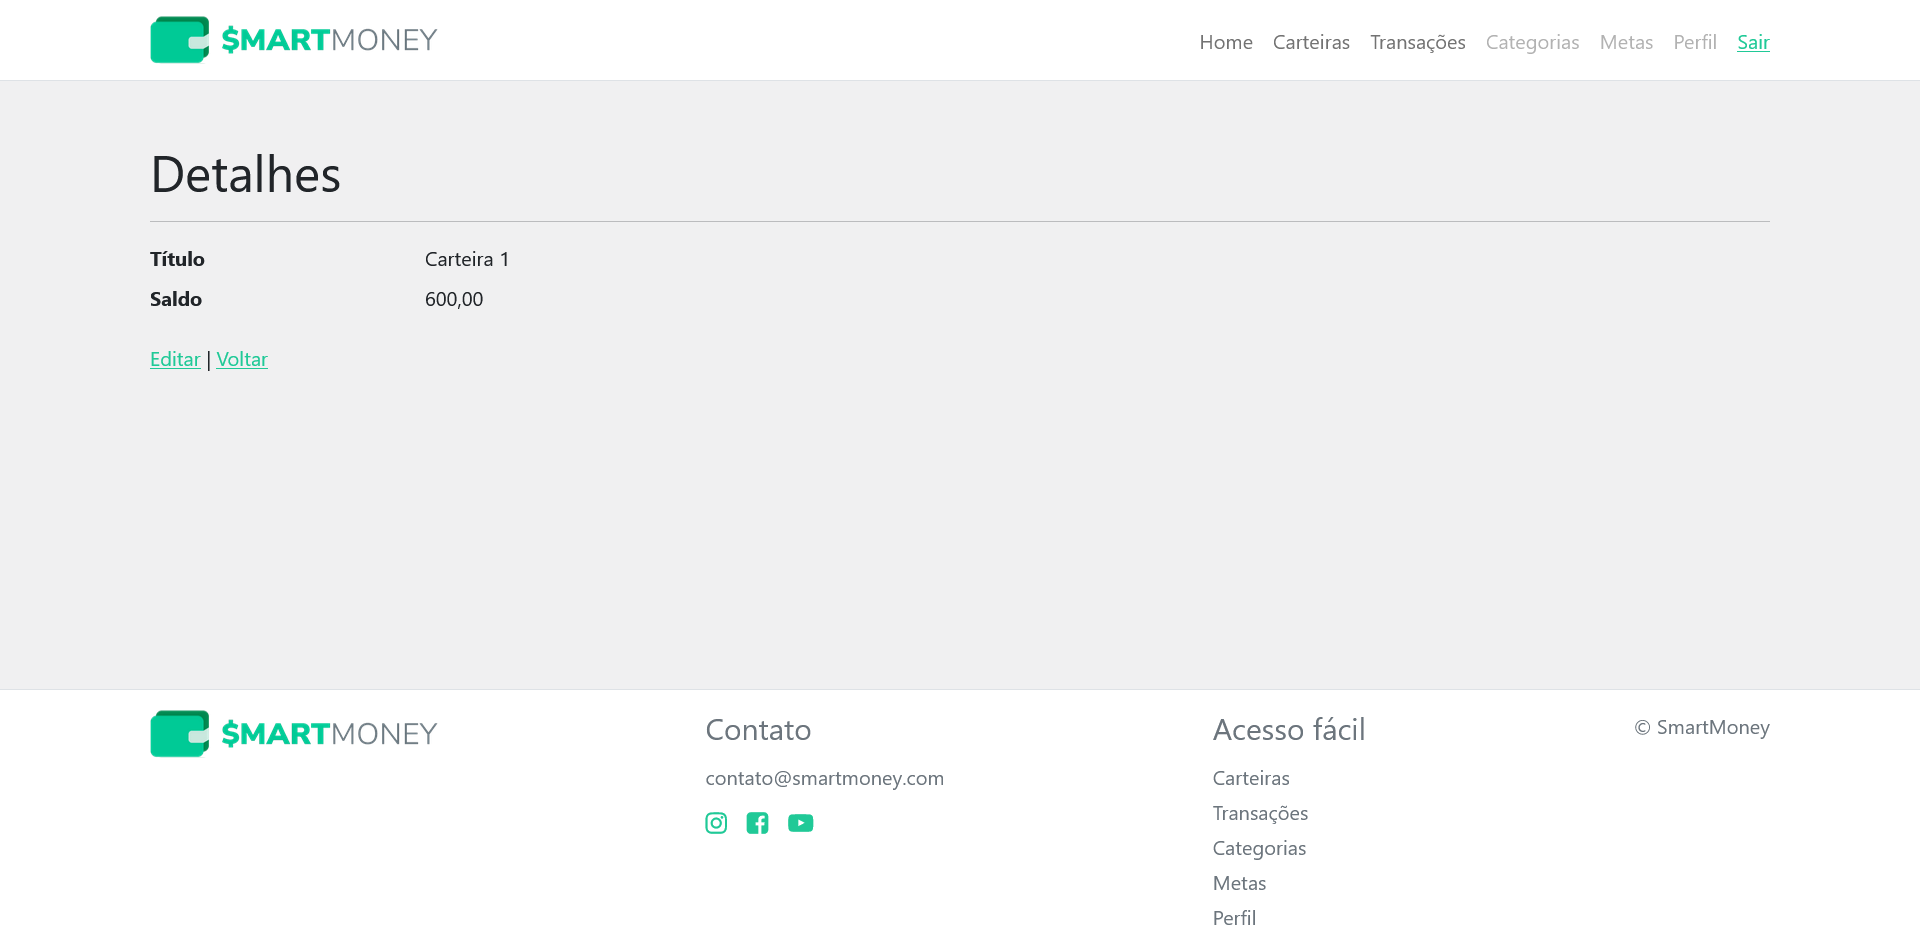 $MARTMONEY
Home Carteiras Transações Categorias Metas Perfil Sair
Detalhes
Título Carteira 1
Saldo 600,00
Editar | Voltar
$MARTMONEY
Contato
contato@smartmoney.com
Acesso fácil
Carteiras
Transações
Categorias
Metas
Perfil
© SmartMoney